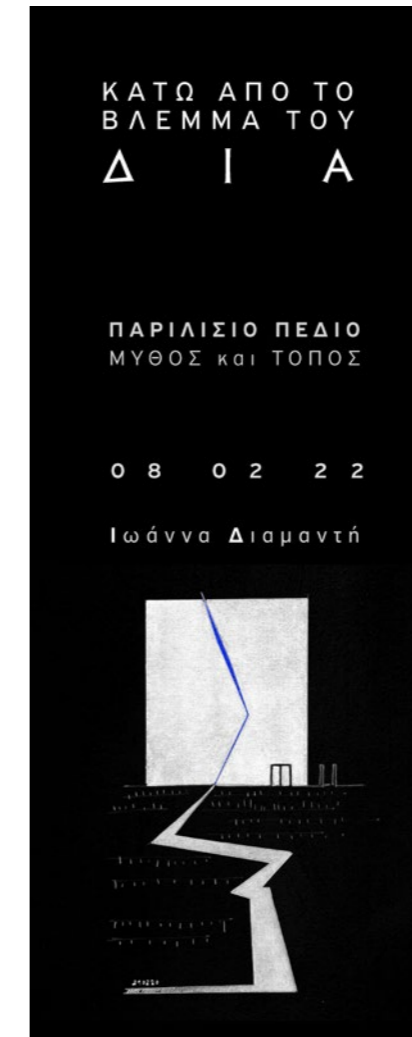 ΚΑΤΩ ΑΠΟ ΤΟ
ΒΛΕΜΜΑ ΤΟΥ
Δ Ι Α
ΠΑΡΙΛΙΣΙΟ ΠΕΔΙΟ
ΜΥΘΟΣ και ΤΟΠΟΣ
08 02 22
Ιωάννα Διαμαντή